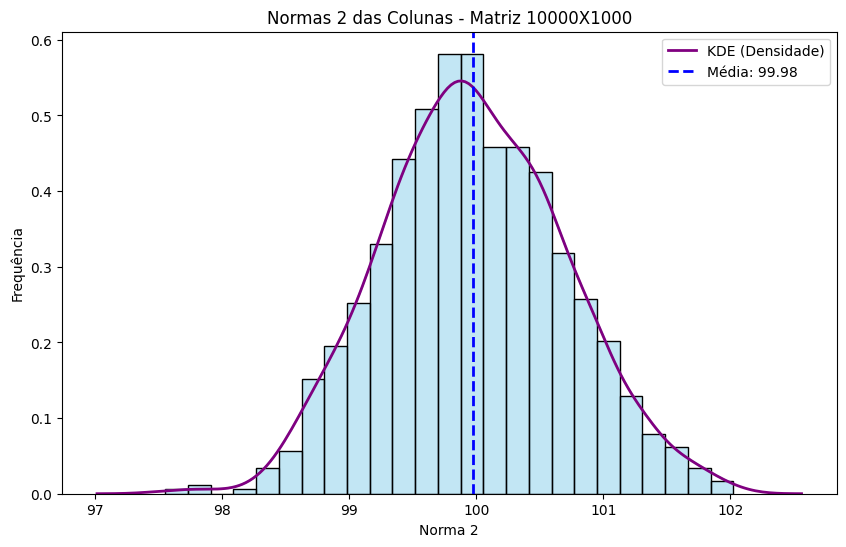 Normas 2 das Colunas - Matriz 10000X1000
KDE (Densidade)
Média: 99.98
Frequência
0.6
0.5
0.4
0.3
0.2
0.1
0.0
97
98
99
100
101
102
Norma 2